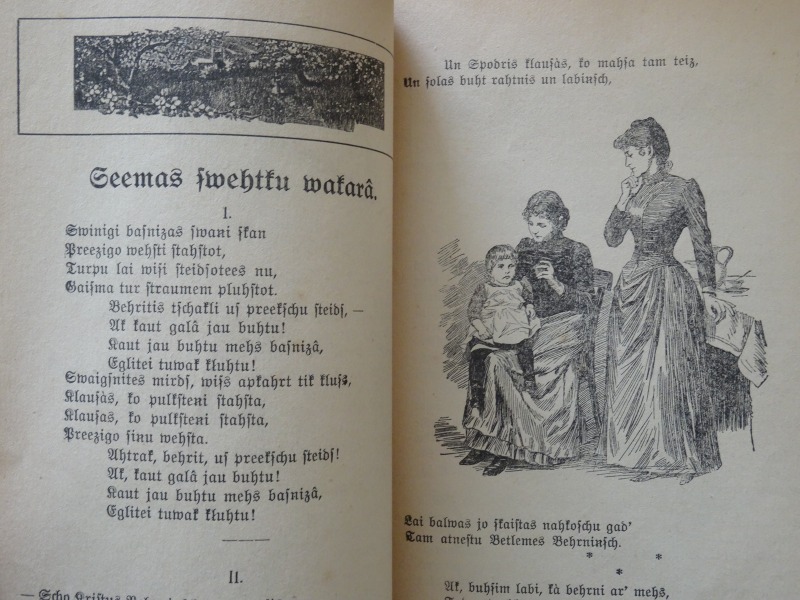 Seemas ſwehtku wakarâ.
I.
Swinigi baſnizas ſwani ſkan
Preezigo wehſti ſtahſtot,
Turpu lai wiſi ſteidſotees nu,
Gaiſma tur ſtraumem pluhſtot.
Behritis tſchakli uſ preekſchu ſteidſ, —
Ak kaut galâ jau buhtu!
Kaut jau buhtu mehs baſnizâ,
Eglitei tuwak kluhtu!
Swaigſnites mirdſ, wiſs apkahrt tik kluſs,
Klauſàs, ko pulkſteni ſtahſta,
Klauſas, ko pulkſteni ſtahſta,
Preezigo ſinu wehſta.
Ahtrak, behrit, uſ preekſchu ſteidſ!
Ak, kaut galâ jau buhtu!
Kaut jau buhtu mehs baſnizâ,
Eglitei tuwak kluhtu!
II.
— Scho Kriſtus
Un Spodris klauſàs, ko mahſa tam teiz,
Un ſolas buht rahtnis un labinſch,
Lai balwas jo ſkaiſtas nahkoſchu gad'
Tam atneſtu Betlemes Behrninſch.
* *
*
Ak, buhſim labi, kà behrni ar' mehs,